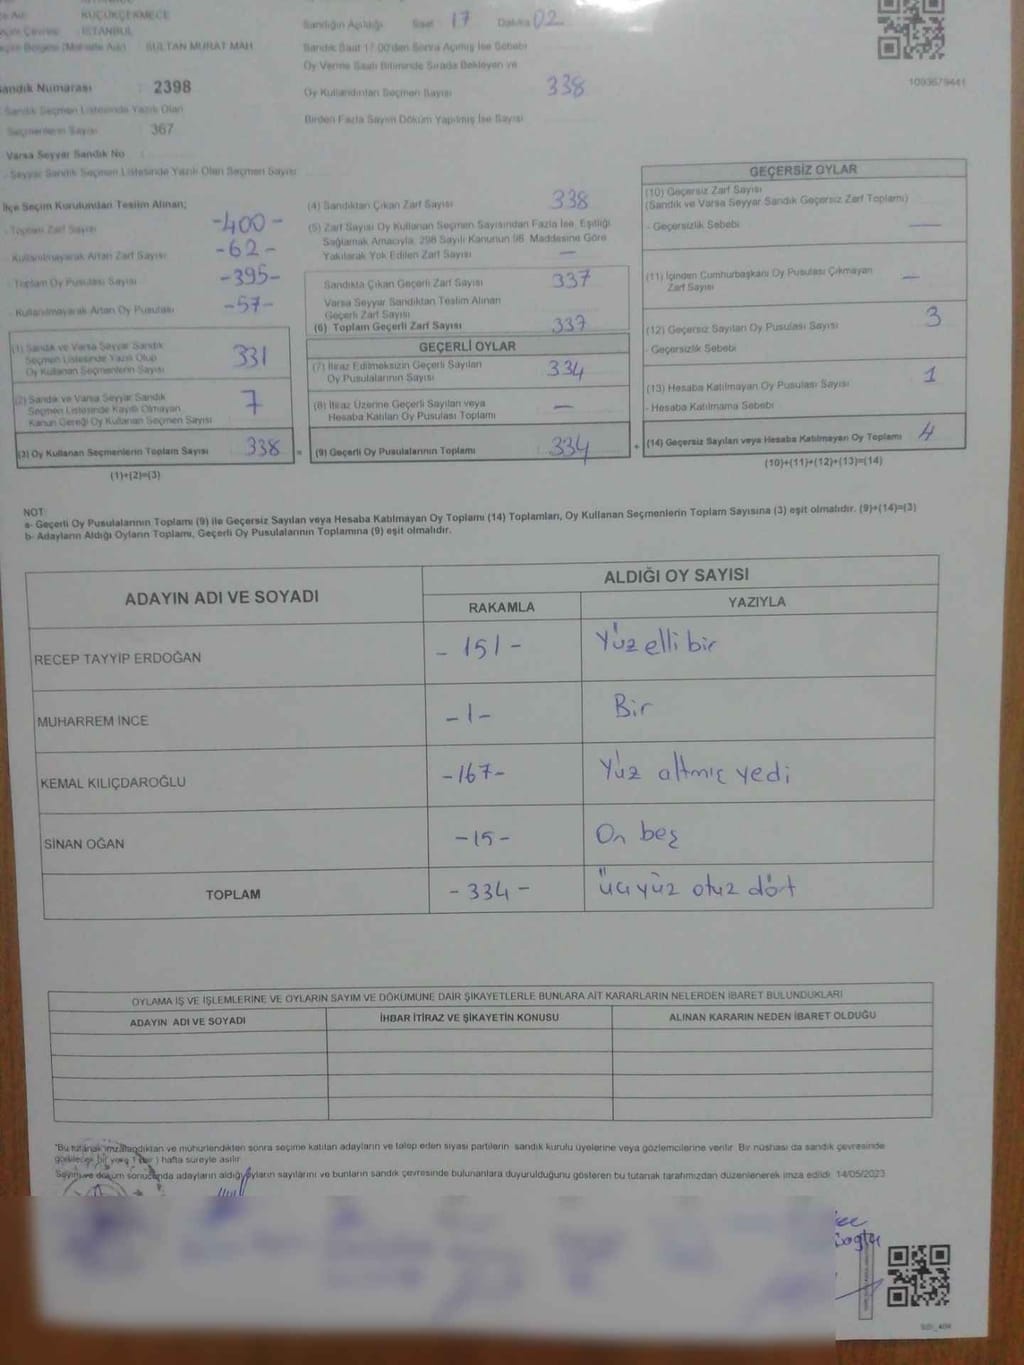 KÜÇÜKÇEKMECE
İSTANBUL
SULTAN MURAT MAH.
Sandığın Açıldığı Saat 17 Dakika 02
Sandık Saat 17:00'den Sonra Açılmış İse Sebebi
Oy Verme Saati Bitiminde Sırada Bekleyen ve
Oy Kullandırılan Seçmen Sayısı 338
Birden Fazla Sayım Döküm Yapılmış İse Sayısı
1093679441
Sandık Numarası : 2398
Sandık Seçmen Listesinde Yazılı Olan
Seçmenlerin Sayısı : 367
Varsa Seyyar Sandık No
- Seyyar Sandık Seçmen Listesinde Yazılı Olan Seçmen Sayısı
İlçe Seçim Kurulundan Teslim Alınan;
- Toplam Zarf Sayısı -400-
- Kullanılmayarak Artan Zarf Sayısı -62-
- Toplam Oy Pusulası Sayısı -395-
- Kullanılmayarak Artan Oy Pusulası -57-
(1) Sandık ve Varsa Seyyar Sandık
Seçmen Listesinde Yazılı Olup
Oy Kullanan Seçmenlerin Sayısı 331
(2) Sandık ve Varsa Seyyar Sandık
Seçmen Listesinde Kayıtlı Olmayan
Kanun Gereği Oy Kullanan Seçmen Sayısı 7
(3) Oy Kullanan Seçmenlerin Toplam Sayısı 338 =
(1)+(2)=(3)
(4) Sandıktan Çıkan Zarf Sayısı 338
(5) Zarf Sayısı Oy Kullanan Seçmen Sayısından Fazla İse, Eşitliği
Sağlamak Amacıyla, 298 Sayılı Kanunun 98. Maddesine Göre
Yakılarak Yok Edilen Zarf Sayısı —
Sandıkta Çıkan Geçerli Zarf Sayısı 337
Varsa Seyyar Sandıktan Teslim Alınan
Geçerli Zarf Sayısı
(6) Toplam Geçerli Zarf Sayısı 337
GEÇERLİ OYLAR
(7) İtiraz Edilmeksizin Geçerli Sayılan
Oy Pusulalarının Sayısı 334
(8) İtiraz Üzerine Geçerli Sayılan veya
Hesaba Katılan Oy Pusulası Toplamı —
(9) Geçerli Oy Pusulalarının Toplamı 334 +
GEÇERSİZ OYLAR
(10) Geçersiz Zarf Sayısı
(Sandık ve Varsa Seyyar Sandık Geçersiz Zarf Toplamı)
- Geçersizlik Sebebi —
(11) İçinden Cumhurbaşkanı Oy Pusulası Çıkmayan
Zarf Sayısı —
(12) Geçersiz Sayılan Oy Pusulası Sayısı 3
- Geçersizlik Sebebi
(13) Hesaba Katılmayan Oy Pusulası Sayısı 1
- Hesaba Katılmama Sebebi
(14) Geçersiz Sayılan veya Hesaba Katılmayan Oy Toplamı 4
(10)+(11)+(12)+(13)=(14)
NOT:
a- Geçerli Oy Pusulalarının Toplamı (9) ile Geçersiz Sayılan veya Hesaba Katılmayan Oy Toplamı (14) Toplamları, Oy Kullanan Seçmenlerin Toplam Sayısına (3) eşit olmalıdır. (9)+(14)=(3)
b- Adayların Aldığı Oyların Toplamı, Geçerli Oy Pusulalarının Toplamına (9) eşit olmalıdır.
ADAYIN ADI VE SOYADI ALDIĞI OY SAYISI
RAKAMLA YAZIYLA
RECEP TAYYİP ERDOĞAN -151- Yüz elli bir
MUHARREM İNCE -1- Bir
KEMAL KILIÇDAROĞLU -167- Yüz altmış yedi
SİNAN OĞAN -15- On beş
TOPLAM -334- üçyüz otuz dört
OYLAMA İŞ VE İŞLEMLERİNE VE OYLARIN SAYIM VE DÖKÜMÜNE DAİR ŞİKAYETLERLE BUNLARA AİT KARARLARIN NELERDEN İBARET BULUNDUKLARI
ADAYIN ADI VE SOYADI İHBAR İTİRAZ VE ŞİKAYETİN KONUSU ALINAN KARARIN NEDEN İBARET OLDUĞU
*Bu tutanak imzalandıktan ve mühürlendikten sonra seçime katılan adayların ve talep eden siyasi partilerin sandık kurulu üyelerine veya gözlemcilerine verilir. Bir nüshası da sandık çevresinde
görülecek bir yere 1 (bir) hafta süreyle asılır.
Sayım ve döküm sonucunda adayların aldığı oyların sayılarını ve bunların sandık çevresinde bulunanlara duyurulduğunu gösteren bu tutanak tarafımızdan düzenlenerek imza edildi. 14/05/2023